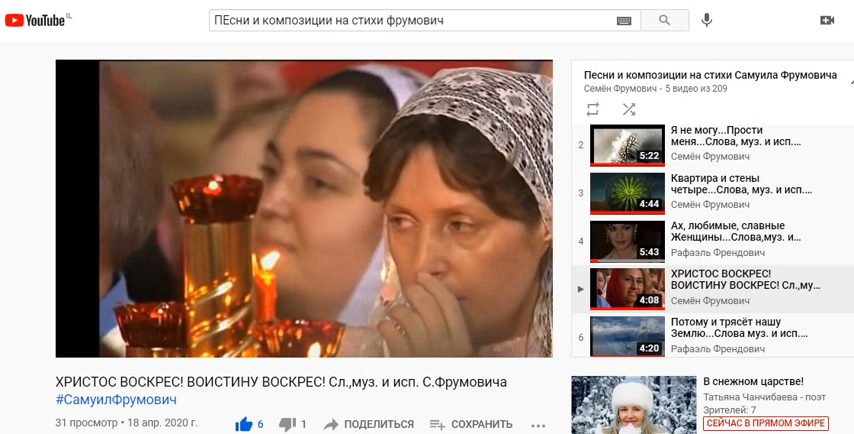 YouTube IL
ПЕсни и композиции на стихи фрумович
Песни и композиции на стихи Самуила Фрумовича
Семён Фрумович - 5 видео из 209
2
5:22
Я не могу...Прости
меня...Слова, муз. и исп....
Семён Фрумович
3
4:44
Квартира и стены
четыре...Слова, муз. и исп....
Семён Фрумович
4
5:43
Ах, любимые, славные
Женщины...Слова,муз. и...
Рафаэль Френдович
4:08
ХРИСТОС ВОСКРЕС!
ВОИСТИНУ ВОСКРЕС! Сл.,му...
Семён Фрумович
6
4:20
Потому и трясёт нашу
Землю...Слова муз. и исп....
Рафаэль Френдович
ХРИСТОС ВОСКРЕС! ВОИСТИНУ ВОСКРЕС! Сл.,муз. и исп. С.Фрумовича
#СамуилФрумович
31 просмотр • 18 апр. 2020 г.
6
1
ПОДЕЛИТЬСЯ
СОХРАНИТЬ
В снежном царстве!
Татьяна Чанчибаева - поэт
Зрителей: 7
СЕЙЧАС В ПРЯМОМ ЭФИРЕ